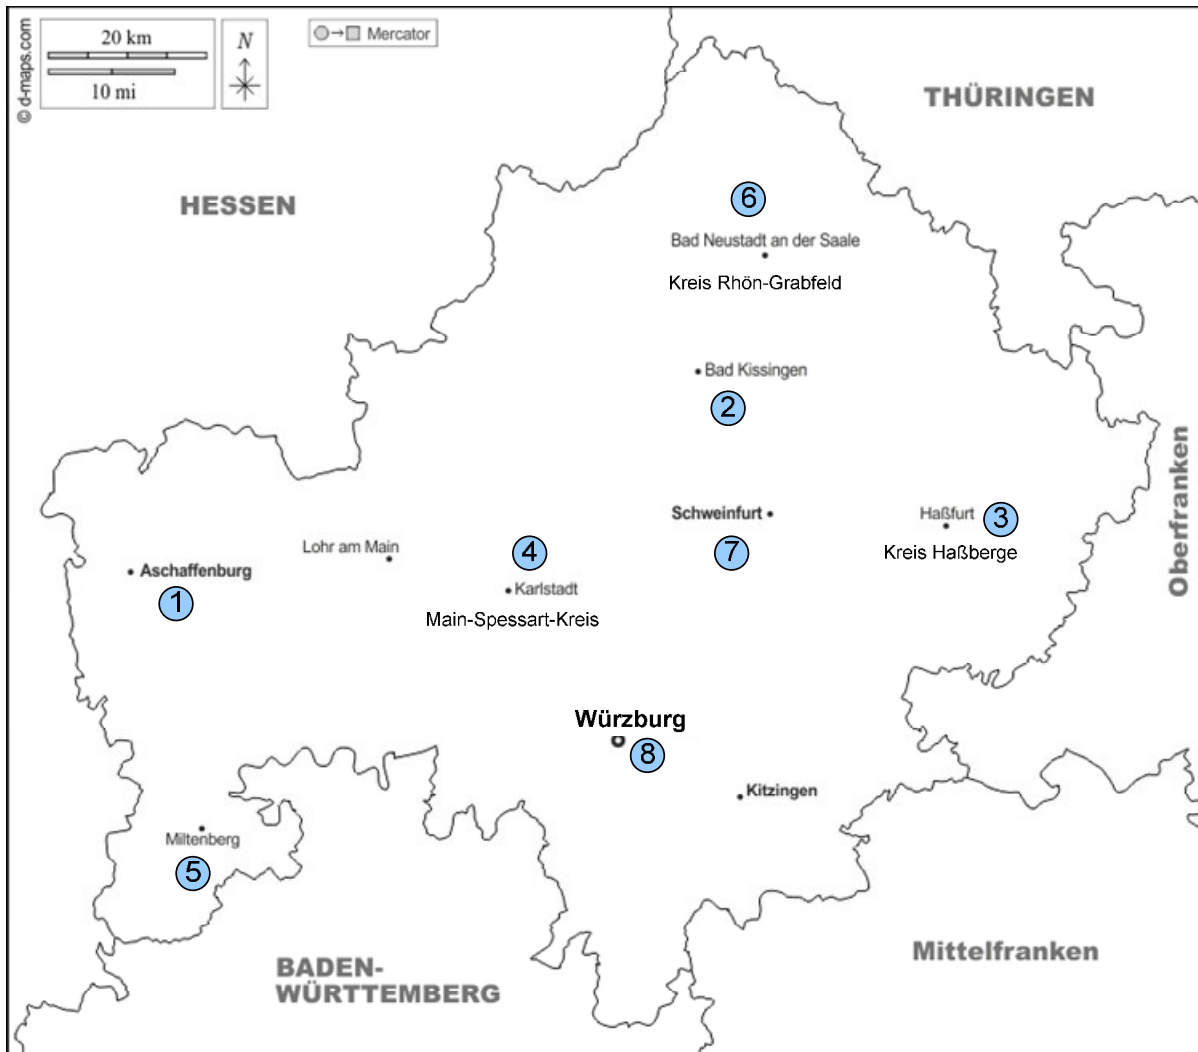 © d-maps.com
20 km
10 mi
N
Mercator
THÜRINGEN
HESSEN
6
Bad Neustadt an der Saale
Kreis Rhön-Grabfeld
Bad Kissingen
2
Oberfranken
Schweinfurt
7
Haßfurt
3
Kreis Haßberge
Lohr am Main
4
Karlstadt
Main-Spessart-Kreis
Aschaffenburg
1
Würzburg
8
Kitzingen
Miltenberg
5
BADEN-
WÜRTTEMBERG
Mittelfranken